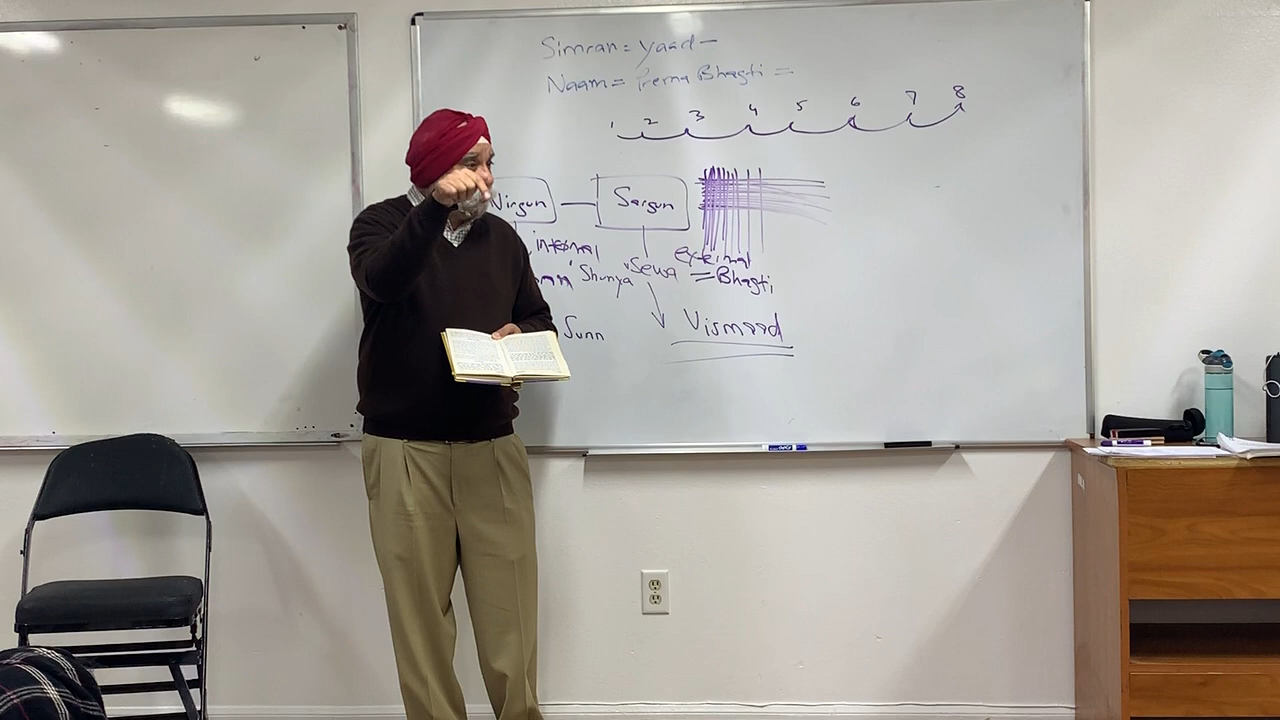 Simran = Yaad -
Naam = Prema Bhagti =
1 2 3 4 5 6 7 8
Nirgun — Sargun
internal external
Shunya Sewa = Bhagti
Sunn Vismaad